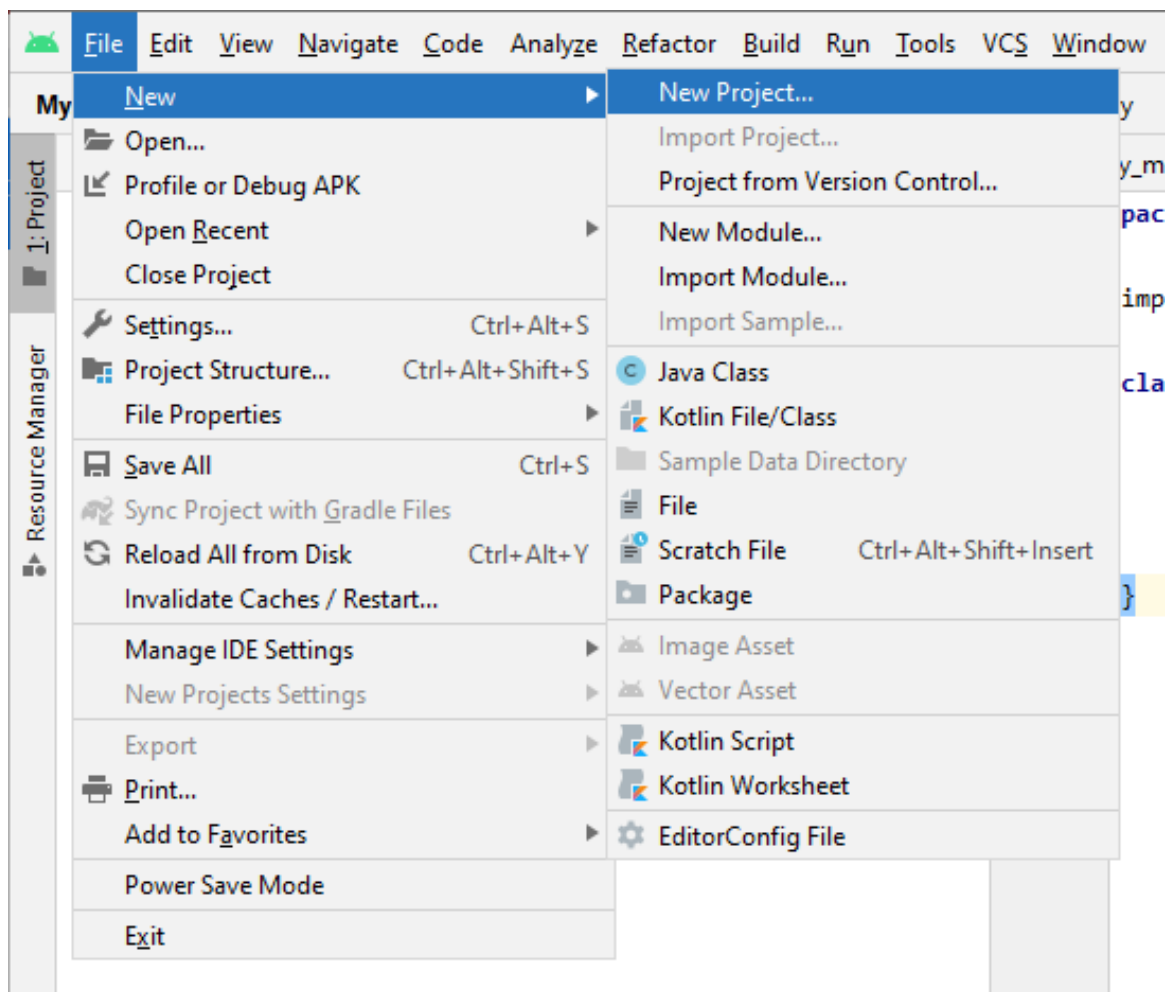 File Edit View Navigate Code Analyze Refactor Build Run Tools VCS Window
My
y
1: Project
Resource Manager
New
Open...
Profile or Debug APK
Open Recent
Close Project
Settings... Ctrl+Alt+S
Project Structure... Ctrl+Alt+Shift+S
File Properties
Save All Ctrl+S
Sync Project with Gradle Files
Reload All from Disk Ctrl+Alt+Y
Invalidate Caches / Restart...
Manage IDE Settings
New Projects Settings
Export
Print...
Add to Favorites
Power Save Mode
Exit
New Project...
Import Project...
Project from Version Control...
New Module...
Import Module...
Import Sample...
Java Class
Kotlin File/Class
Sample Data Directory
File
Scratch File Ctrl+Alt+Shift+Insert
Package
Image Asset
Vector Asset
Kotlin Script
Kotlin Worksheet
EditorConfig File
y_m
pac
imp
cla
}